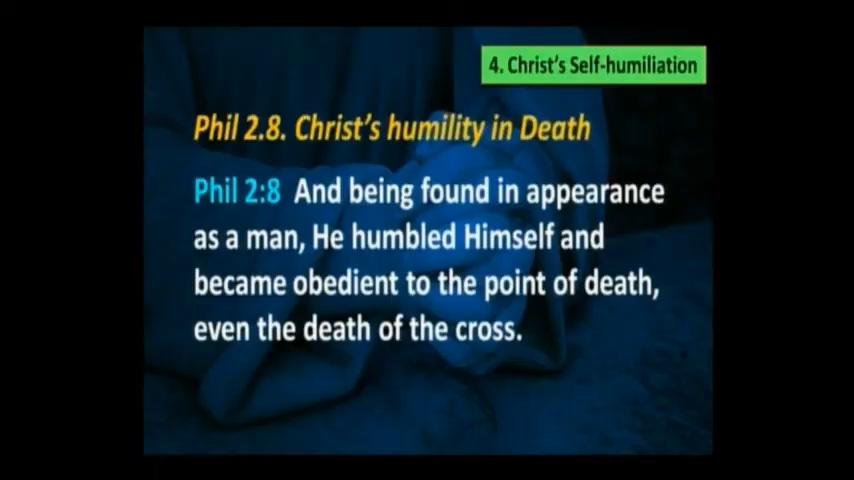 4. Christ's Self-humiliation
Phil 2.8. Christ's humility in Death
Phil 2:8 And being found in appearance
as a man, He humbled Himself and
became obedient to the point of death,
even the death of the cross.